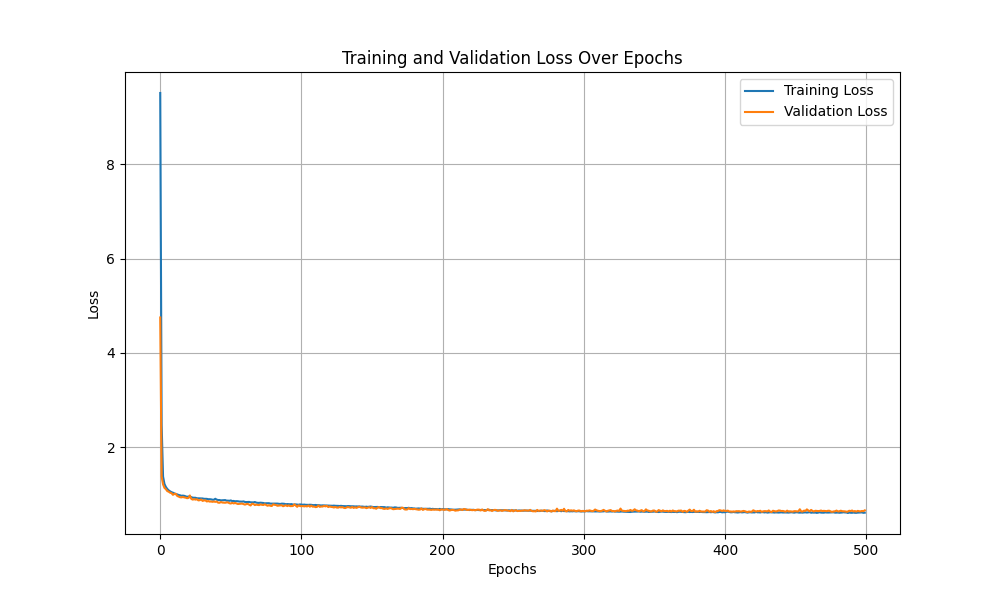 Training and Validation Loss Over Epochs
Training Loss
Validation Loss
8
6
4
2
Loss
0
100
200
300
400
500
Epochs